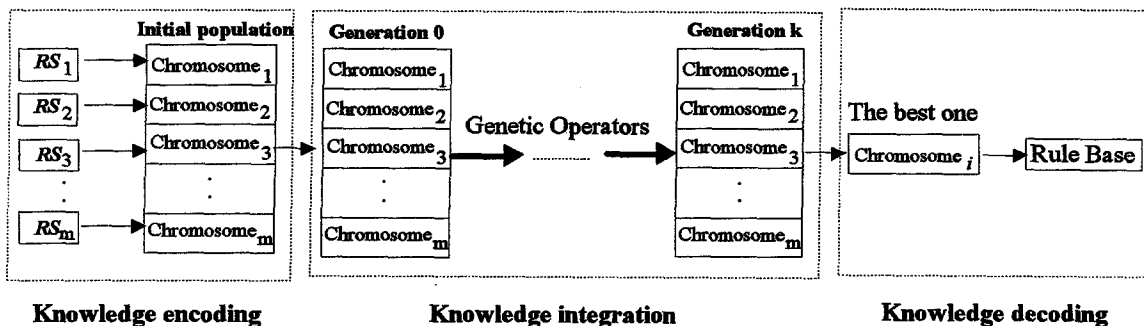 Initial population
RS1
RS2
RS3
.
.
RSm
Chromosome1
Chromosome2
Chromosome3
.
.
Chromosomem
Knowledge encoding
Generation 0
Chromosome1
Chromosome2
Chromosome3
.
.
Chromosomem
Genetic Operators
..........
Generation k
Chromosome1
Chromosome2
Chromosome3
.
.
Chromosomem
Knowledge integration
The best one
Chromosome i
Rule Base
Knowledge decoding